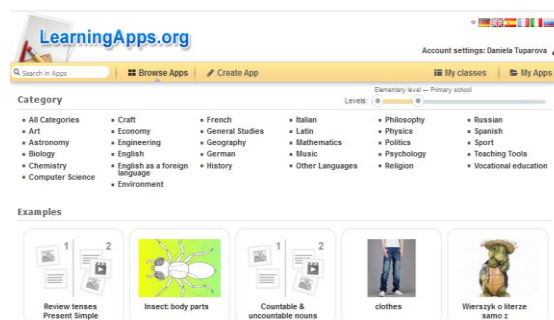 LearningApps.org
Account settings: Daniela Tuparova
Search in Apps
Browse Apps
Create App
My classes
My Apps
Category
Levels:
Elementary level — Primary school
All Categories
Art
Astronomy
Biology
Chemistry
Computer Science
Craft
Economy
Engineering
English
English as a foreign
language
Environment
French
General Studies
Geography
German
History
Italian
Latin
Mathematics
Music
Other Languages
Philosophy
Physics
Politics
Psychology
Religion
Russian
Spanish
Sport
Teaching Tools
Vocational education
Examples
1 2
Review tenses
Present Simple
Insect: body parts
1 2
Countable &
uncountable nouns
clothes
Wierszyk o literze
samo z